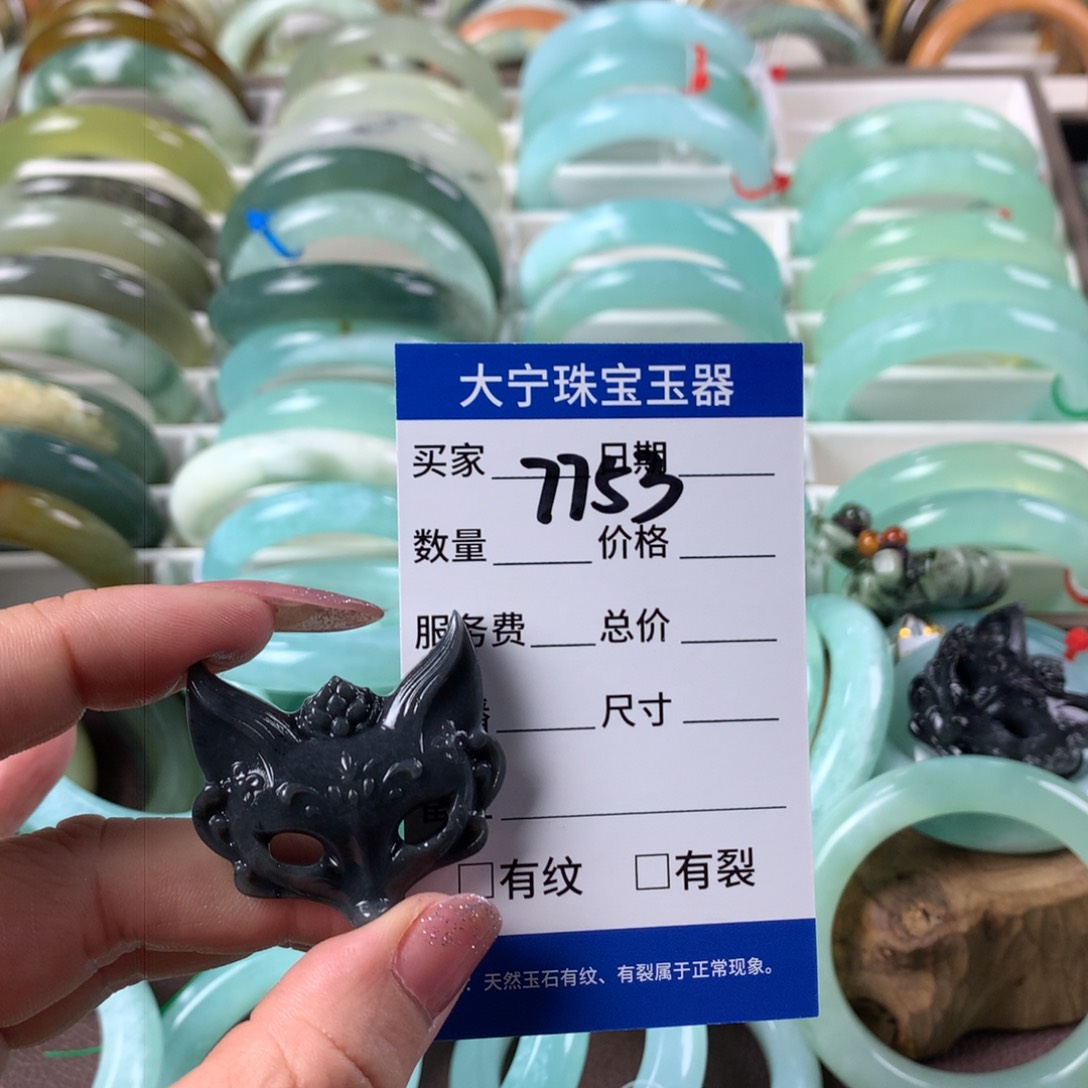 大宁珠宝玉器
买家 日期
7753
数量 价格
服务费 总价
尺寸
□有纹 □有裂
：天然玉石有纹、有裂属于正常现象。